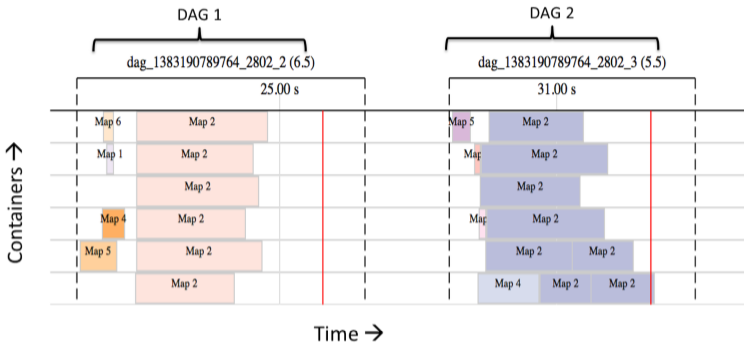 DAG 1
DAG 2
dag_1383190789764_2802_2 (6.5)
dag_1383190789764_2802_3 (5.5)
25.00 s
31.00 s
Map 6
Map 2
Map 5
Map 2
Map 1
Map 2
Map
Map 2
Map 2
Map 2
Map 4
Map 2
Map
Map 2
Map 5
Map 2
Map 2
Map 2
Map 2
Map 4
Map 2
Map 2
Containers →
Time →